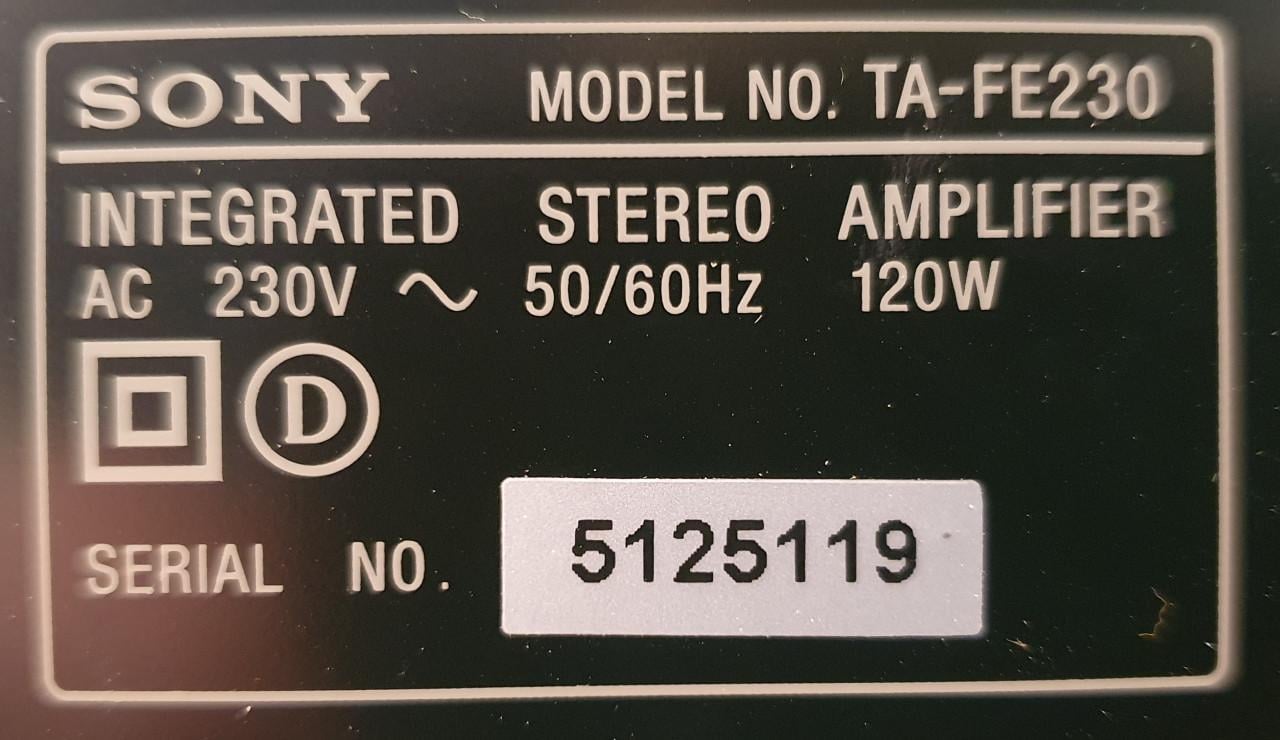 SONY MODEL NO. TA-FE230
INTEGRATED STEREO AMPLIFIER
AC 230V ~ 50/60Hz 120W
D
SERIAL NO. 5125119